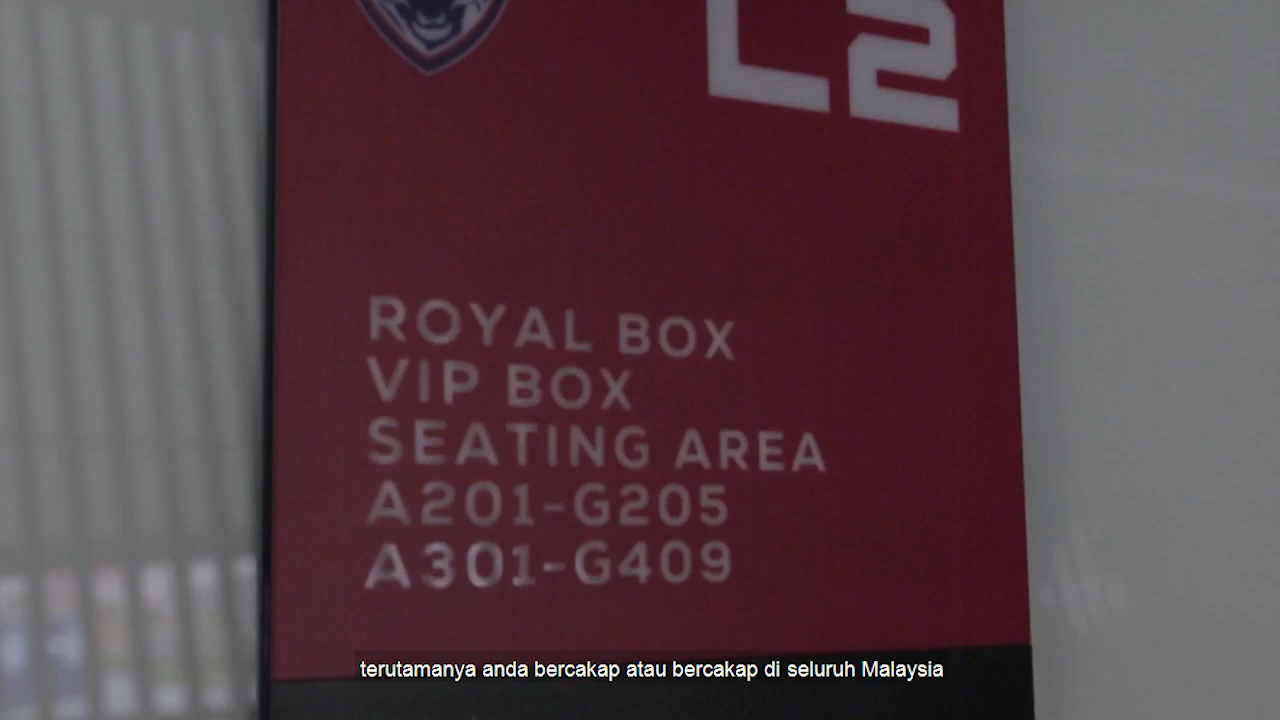 L2
ROYAL BOX
VIP BOX
SEATING AREA
A201-G205
A301-G409
terutamanya anda bercakap atau bercakap di seluruh Malaysia